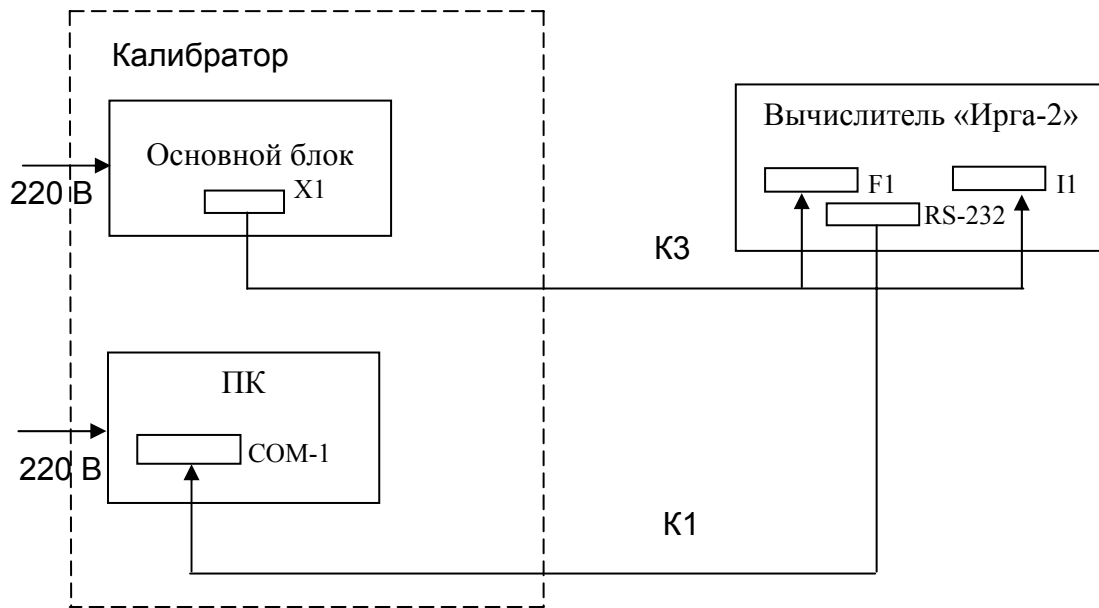 Калибратор
Основной блок
X1
220 В
Вычислитель «Ирга-2»
F1
I1
RS-232
К3
ПК
COM-1
220 В
К1